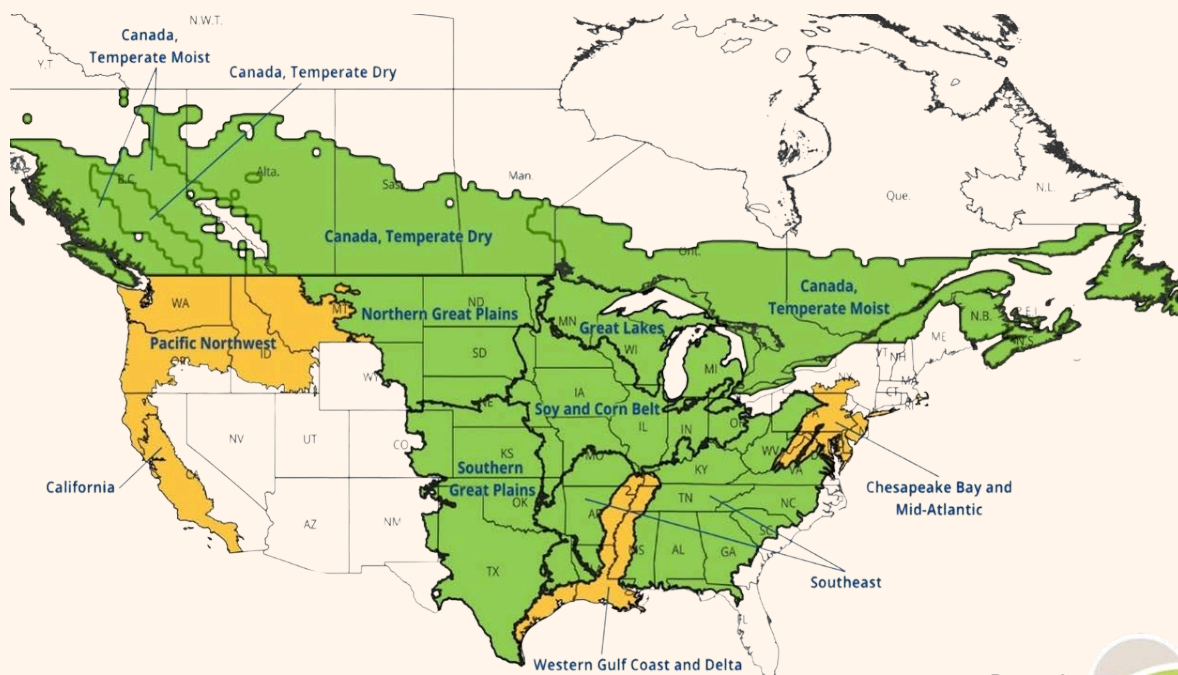 N.W.T.
Canada,
Temperate Moist
Y.T
Canada, Temperate Dry
B.C
Alta.
Sas
Man.
Que.
N.L.
Canada, Temperate Dry
Ont.
Canada,
Temperate Moist
N.B.
P.E.I
N.S.
WA
MT
ND
Northern Great Plains
MN
Great Lakes
ME
Pacific Northwest
ID
SD
WI
MI
VT
NH
NY
MA
CT
RI
WY
NE
IA
Soy and Corn Belt
IL
IN
NV
UT
CO
KS
MO
WV
VA
KY
California
CA
Southern
Great Plains
OK
TN
NC
Chesapeake Bay and
Mid-Atlantic
AZ
NM
MS
AL
GA
SC
TX
Southeast
FL
Western Gulf Coast and Delta